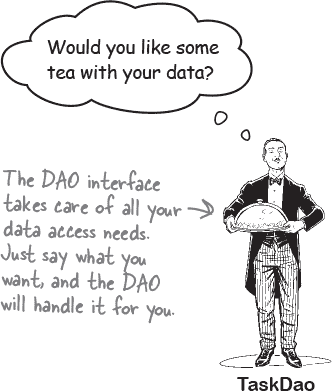 Would you like some
tea with your data?
The DAO interface
takes care of all your
data access needs.
Just say what you
want, and the DAO
will handle it for you.
TaskDao